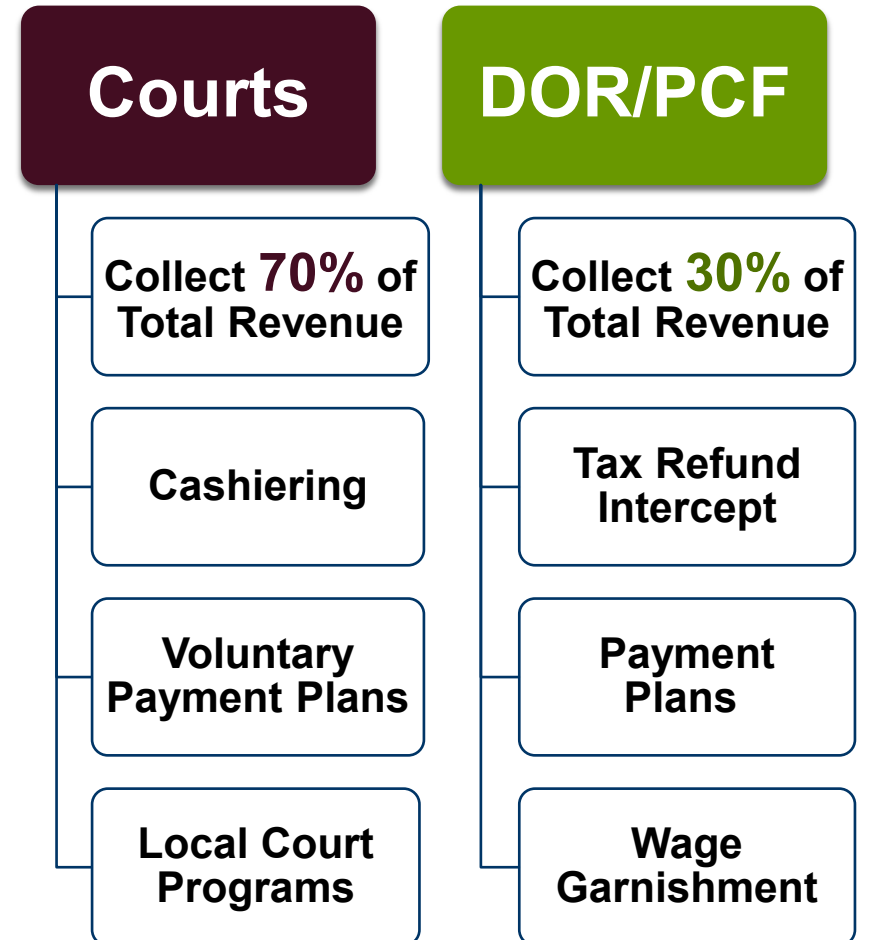 Courts
Collect 70% of
Total Revenue
Cashiering
Voluntary
Payment Plans
Local Court
Programs
DOR/PCF
Collect 30% of
Total Revenue
Tax Refund
Intercept
Payment
Plans
Wage
Garnishment